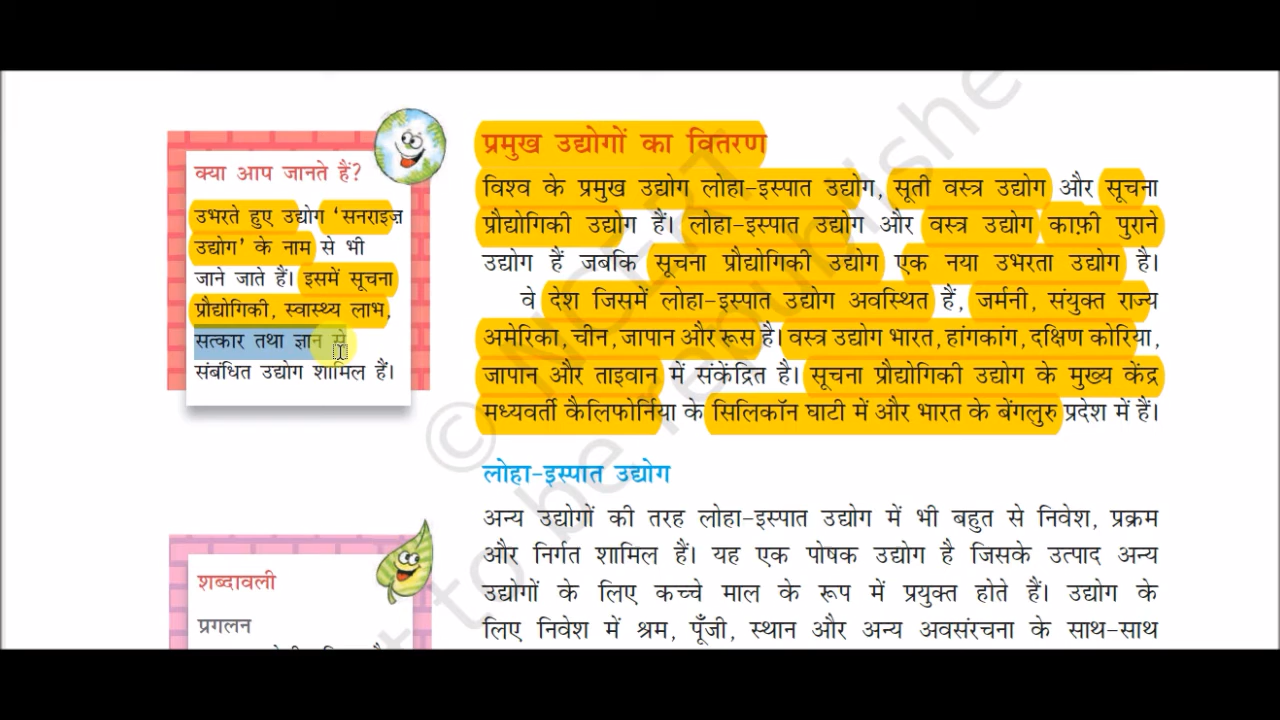 क्या आप जानते हैं?
उभरते हुए उद्योग ‘सनराइज़
उद्योग’ के नाम से भी
जाने जाते हैं। इसमें सूचना
प्रौद्योगिकी, स्वास्थ्य लाभ,
सत्कार तथा ज्ञान से
संबंधित उद्योग शामिल हैं।
शब्दावली
प्रगलन
प्रमुख उद्योगों का वितरण
विश्व के प्रमुख उद्योग लोहा-इस्पात उद्योग, सूती वस्त्र उद्योग और सूचना
प्रौद्योगिकी उद्योग हैं। लोहा-इस्पात उद्योग और वस्त्र उद्योग काफ़ी पुराने
उद्योग हैं जबकि सूचना प्रौद्योगिकी उद्योग एक नया उभरता उद्योग है।
वे देश जिसमें लोहा-इस्पात उद्योग अवस्थित हैं, जर्मनी, संयुक्त राज्य
अमेरिका, चीन, जापान और रूस है। वस्त्र उद्योग भारत, हांगकांग, दक्षिण कोरिया,
जापान और ताइवान में संकेंद्रित है। सूचना प्रौद्योगिकी उद्योग के मुख्य केंद्र
मध्यवर्ती कैलिफोर्निया के सिलिकॉन घाटी में और भारत के बेंगलुरु प्रदेश में हैं।
लोहा-इस्पात उद्योग
अन्य उद्योगों की तरह लोहा-इस्पात उद्योग में भी बहुत से निवेश, प्रक्रम
और निर्गत शामिल हैं। यह एक पोषक उद्योग है जिसके उत्पाद अन्य
उद्योगों के लिए कच्चे माल के रूप में प्रयुक्त होते हैं। उद्योग के
लिए निवेश में श्रम, पूँजी, स्थान और अन्य अवसंरचना के साथ-साथ
© NCERT
to be republishe